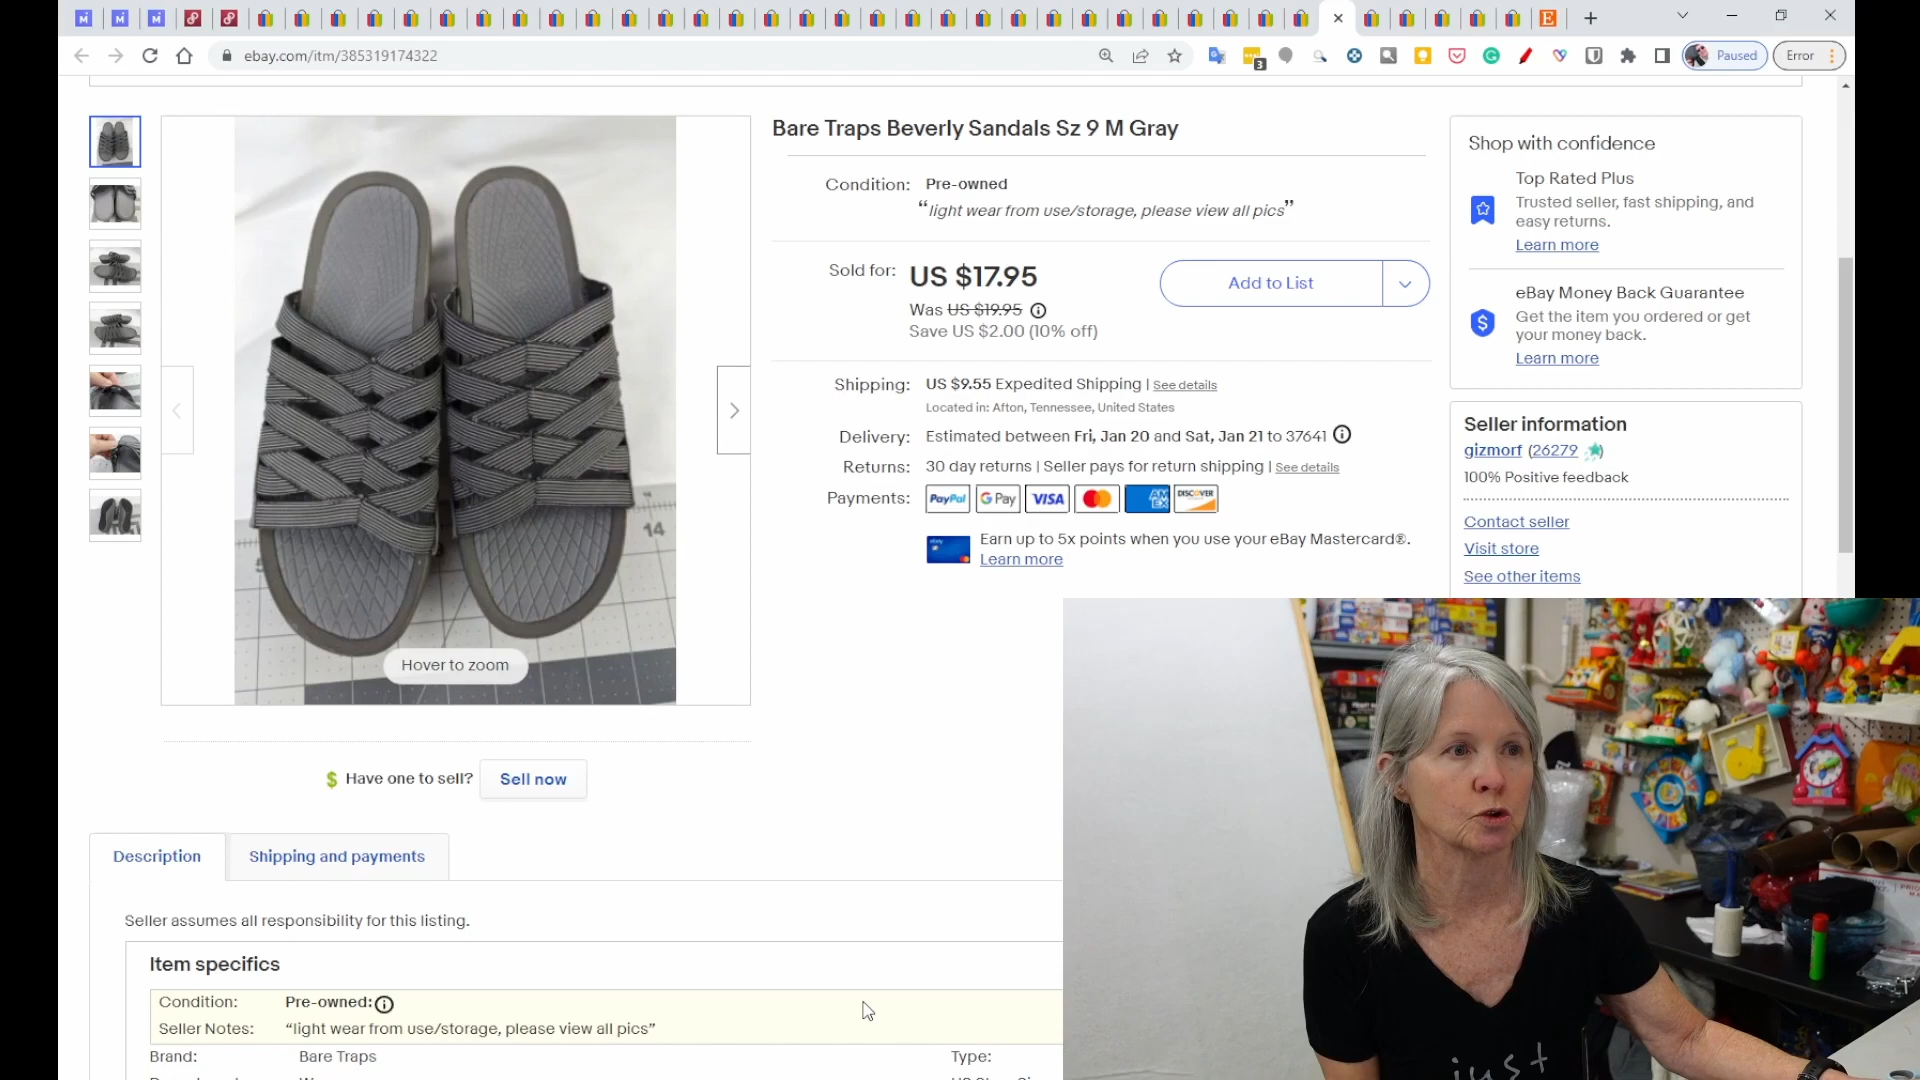 ebay.com/itm/385319174322
3
Paused
Error
Bare Traps Beverly Sandals Sz 9 M Gray
Condition: Pre-owned
“light wear from use/storage, please view all pics”
Sold for: US $17.95
Was US $19.95
Save US $2.00 (10% off)
Add to List
Shipping: US $9.55 Expedited Shipping | See details
Located in: Afton, Tennessee, United States
Delivery: Estimated between Fri, Jan 20 and Sat, Jan 21 to 37641
Returns: 30 day returns | Seller pays for return shipping | See details
Payments: PayPal G Pay VISA AM EX DISCOVER
ebay
Earn up to 5x points when you use your eBay Mastercard®.
Learn more
Shop with confidence
Top Rated Plus
Trusted seller, fast shipping, and
easy returns.
Learn more
eBay Money Back Guarantee
Get the item you ordered or get
your money back.
Learn more
Seller information
gizmorf (26279 )
100% Positive feedback
Contact seller
Visit store
See other items
14
Hover to zoom
Have one to sell? Sell now
Description Shipping and payments
Seller assumes all responsibility for this listing.
Item specifics
Condition: Pre-owned:
Seller Notes: “light wear from use/storage, please view all pics”
Brand: Bare Traps Type:
just